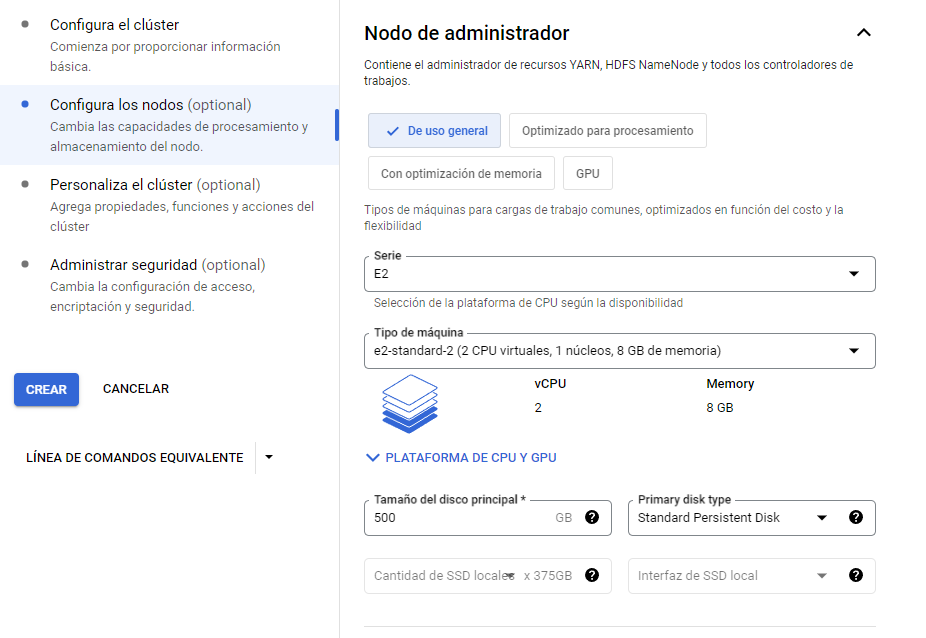 Configura el clúster
Comienza por proporcionar información
básica.
Configura los nodos (optional)
Cambia las capacidades de procesamiento y
almacenamiento del nodo.
Personaliza el clúster (optional)
Agrega propiedades, funciones y acciones del
clúster
Administrar seguridad (optional)
Cambia la configuración de acceso,
encriptación y seguridad.
CREAR
CANCELAR
LÍNEA DE COMANDOS EQUIVALENTE
Nodo de administrador
Contiene el administrador de recursos YARN, HDFS NameNode y todos los controladores de
trabajos.
De uso general
Optimizado para procesamiento
Con optimización de memoria
GPU
Tipos de máquinas para cargas de trabajo comunes, optimizados en función del costo y la
flexibilidad
Serie
E2
Selección de la plataforma de CPU según la disponibilidad
Tipo de máquina
e2-standard-2 (2 CPU virtuales, 1 núcleos, 8 GB de memoria)
vCPU
Memory
2
8 GB
PLATAFORMA DE CPU Y GPU
Tamaño del disco principal *
Primary disk type
500 GB
Standard Persistent Disk
Cantidad de SSD locales x 375GB
Interfaz de SSD local